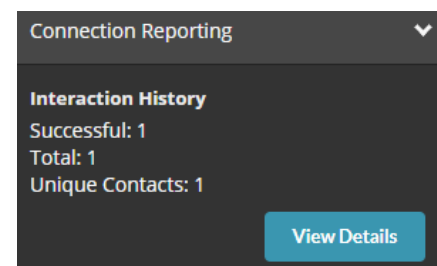 Connection Reporting
Interaction History
Successful: 1
Total: 1
Unique Contacts: 1
View Details